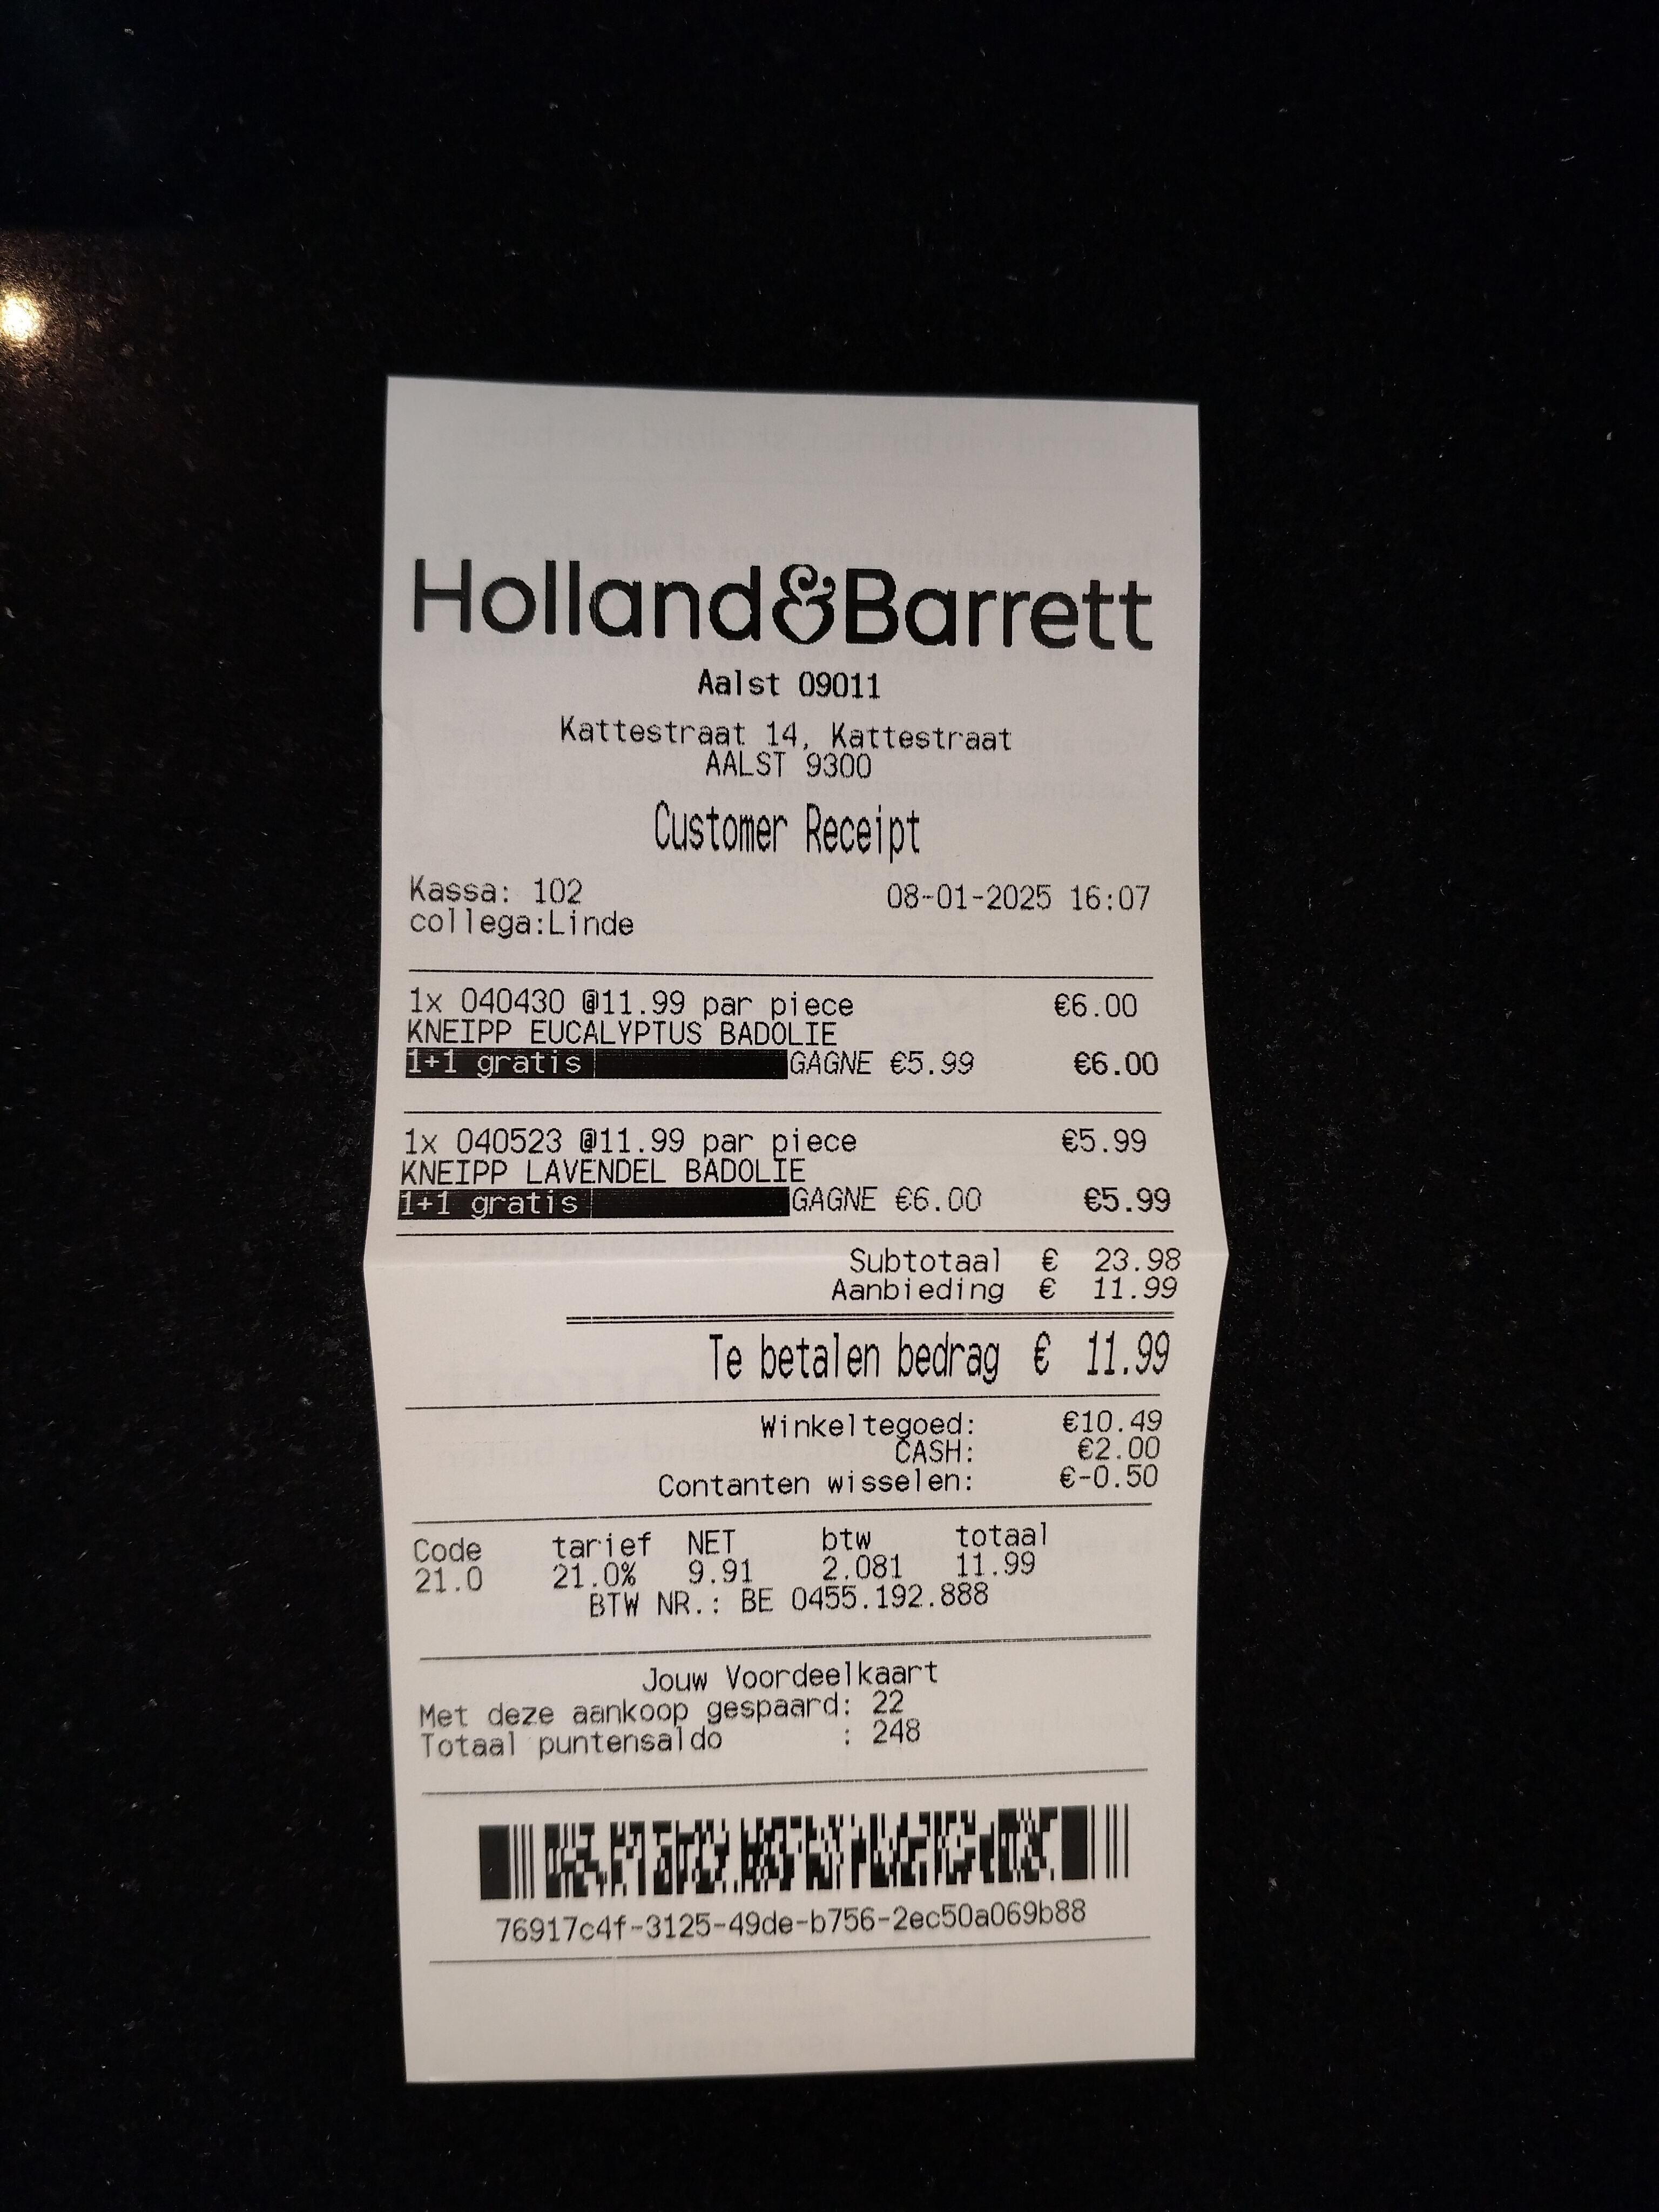 Holland&Barrett
Aalst 09011
Kattestraat 14, Kattestraat
AALST 9300
Customer Receipt
Kassa: 102 08-01-2025 16:07
collega:Linde
1x 040430 @11.99 par piece €6.00
KNEIPP EUCALYPTUS BADOLIE
1+1 gratis GAGNE €5.99 €6.00
1x 040523 @11.99 par piece €5.99
KNEIPP LAVENDEL BADOLIE
1+1 gratis GAGNE €6.00 €5.99
Subtotaal € 23.98
Aanbieding € 11.99
Te betalen bedrag € 11.99
Winkeltegoed: €10.49
CASH: €2.00
Contanten wisselen: €-0.50
Code tarief NET btw totaal
21.0 21.0% 9.91 2.081 11.99
BTW NR.: BE 0455.192.888
Jouw Voordeelkaart
Met deze aankoop gespaard: 22
Totaal puntensaldo : 248
76917c4f-3125-49de-b756-2ec50a069b88